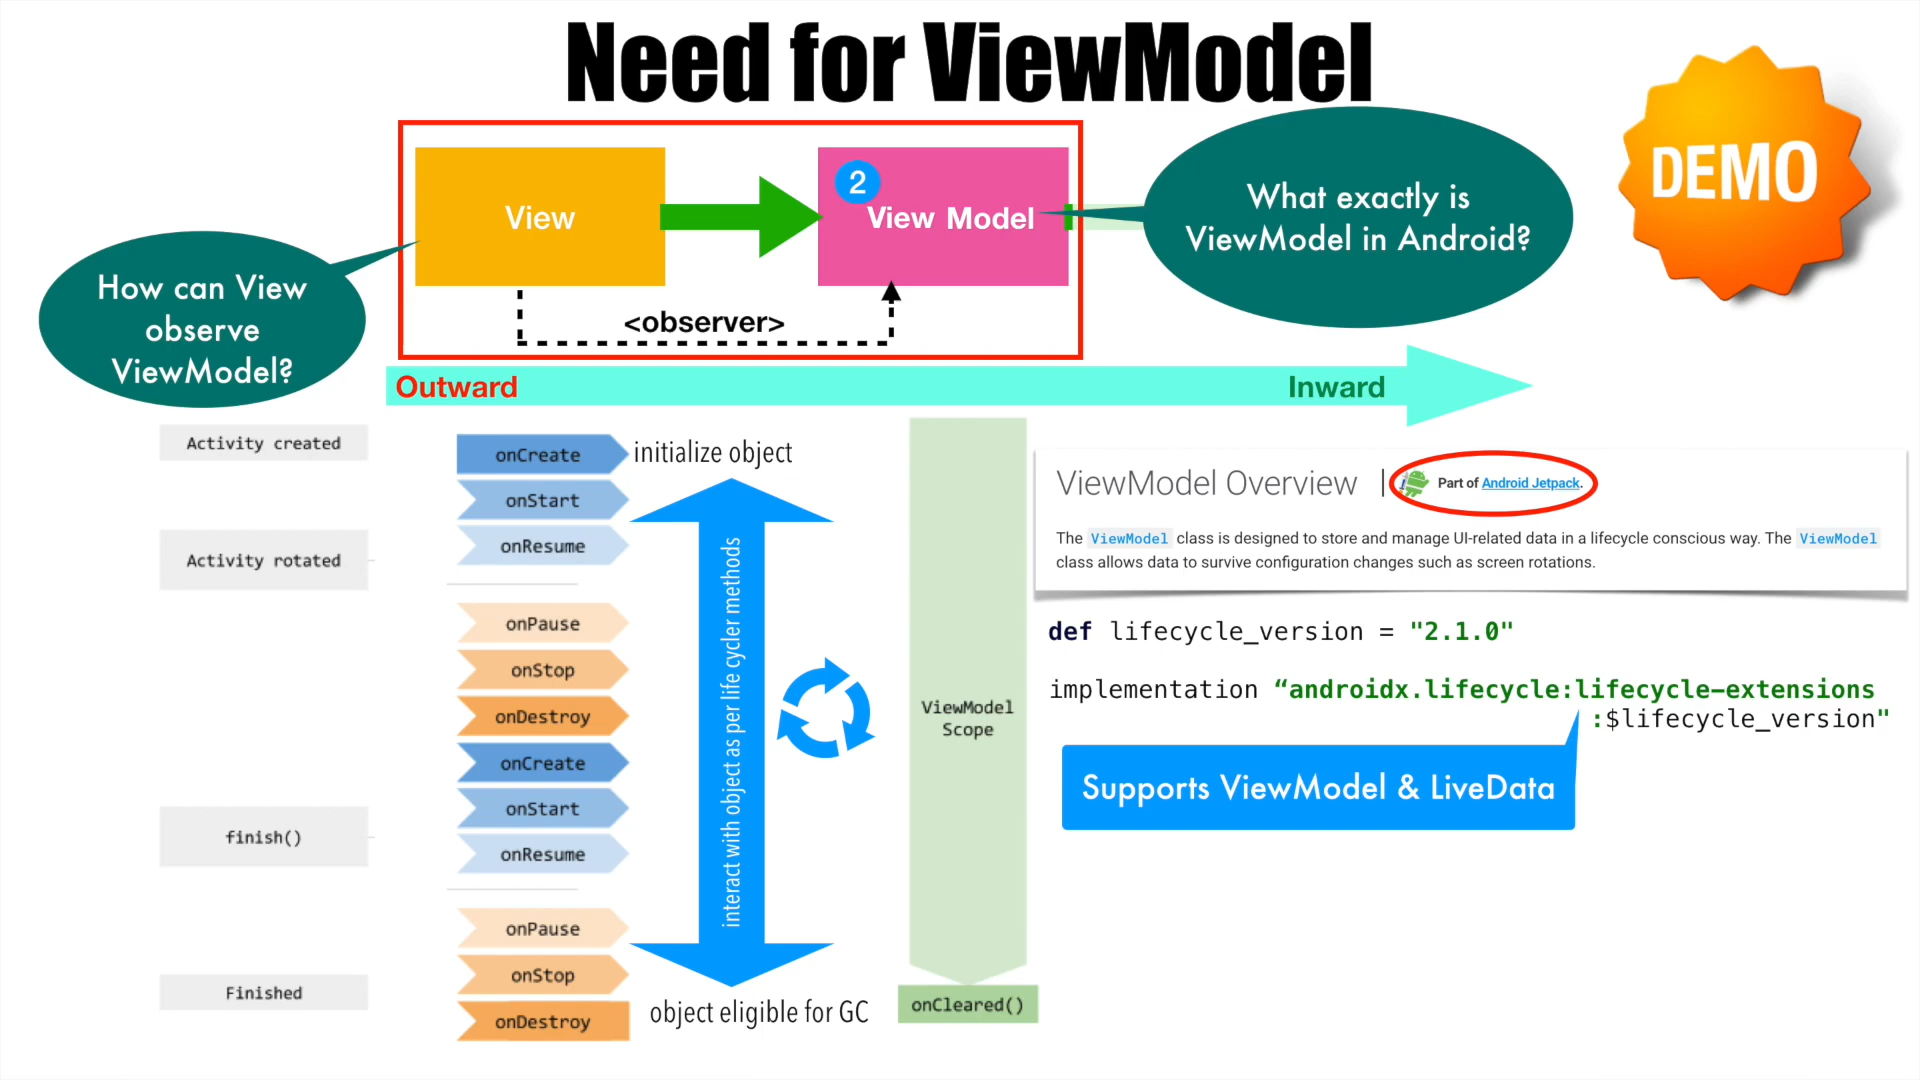 Need for ViewModel
DEMO
View
2
View Model
What exactly is
ViewModel in Android?
How can View
observe
ViewModel?
<observer>
Outward
Inward
Activity created
Activity rotated
finish()
Finished
onCreate
onStart
onResume
onPause
onStop
onDestroy
onCreate
onStart
onResume
onPause
onStop
onDestroy
initialize object
interact with object as per life cycler methods
object eligible for GC
ViewModel
Scope
onCleared()
ViewModel Overview | Part of Android Jetpack.
The ViewModel class is designed to store and manage UI-related data in a lifecycle conscious way. The ViewModel
class allows data to survive configuration changes such as screen rotations.
def lifecycle_version = "2.1.0"
implementation “androidx.lifecycle:lifecycle-extensions
:$lifecycle_version"
Supports ViewModel & LiveData